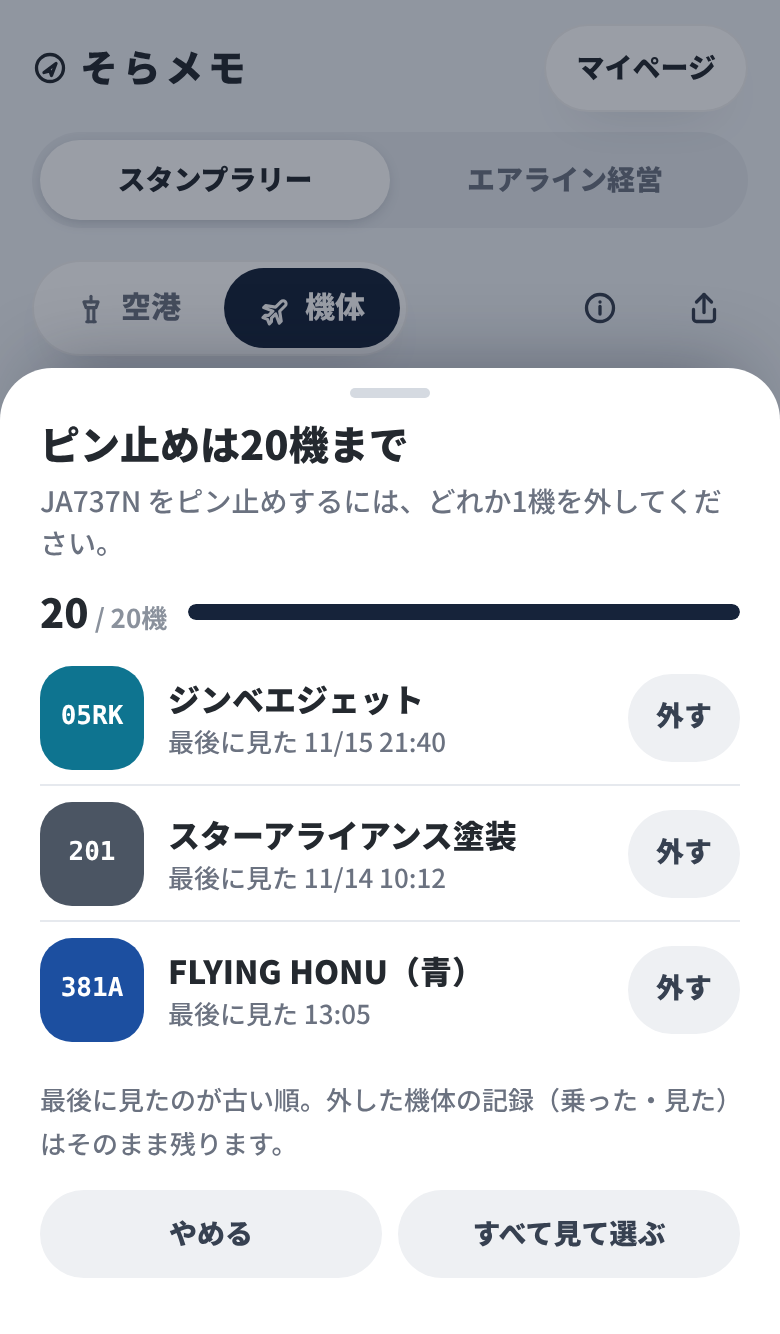 そらメモ
マイページ
スタンプラリー
エアライン経営
空港
機体
ピン止めは20機まで
JA737N をピン止めするには、どれか1機を外してくだ
さい。
20 / 20機
05RK
ジンベエジェット
最後に見た 11/15 21:40
外す
201
スターアライアンス塗装
最後に見た 11/14 10:12
外す
381A
FLYING HONU（青）
最後に見た 13:05
外す
最後に見たのが古い順。外した機体の記録（乗った・見た）
はそのまま残ります。
やめる
すべて見て選ぶ